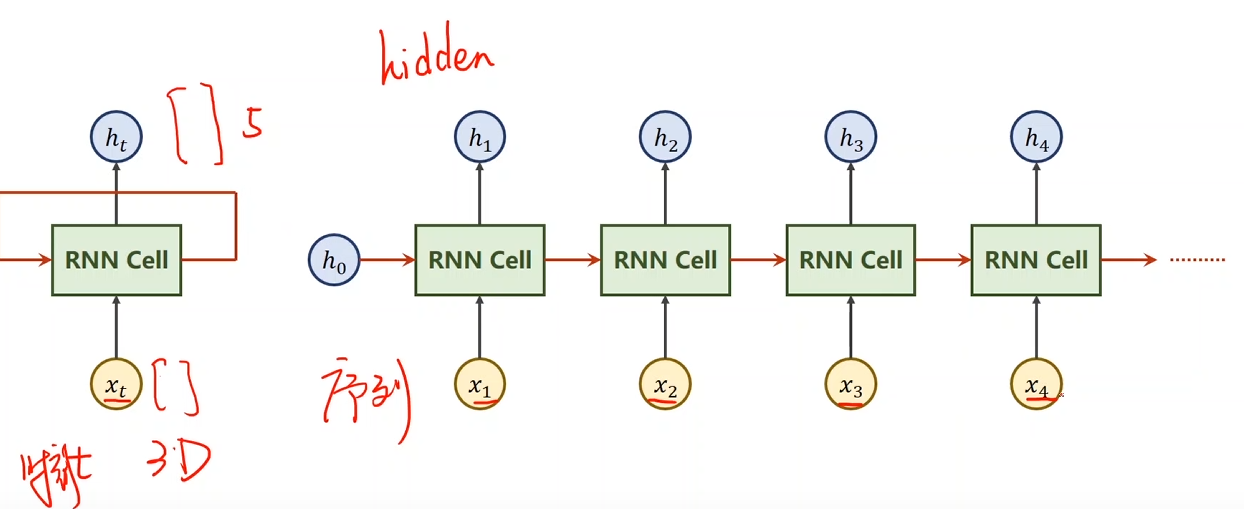 hidden
[ ] 5
h_t
h_1
h_2
h_3
h_4
RNN Cell
h_0
RNN Cell
RNN Cell
RNN Cell
RNN Cell
..........
x_t
[ ]
序列
x_1
x_2
x_3
x_4
时刻t
3D